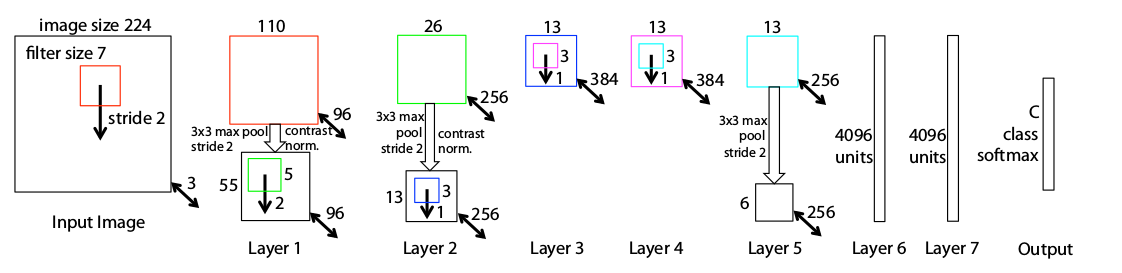 image size 224
filter size 7
stride 2
3
Input Image
110
96
3x3 max pool
stride 2
contrast
norm.
55
5
2
96
Layer 1
26
256
3x3 max
pool
stride 2
contrast
norm.
13
3
1
256
Layer 2
13
3
1
384
Layer 3
13
3
1
384
Layer 4
13
256
3x3 max
pool
stride 2
6
256
Layer 5
4096
units
Layer 6
4096
units
Layer 7
C
class
softmax
Output